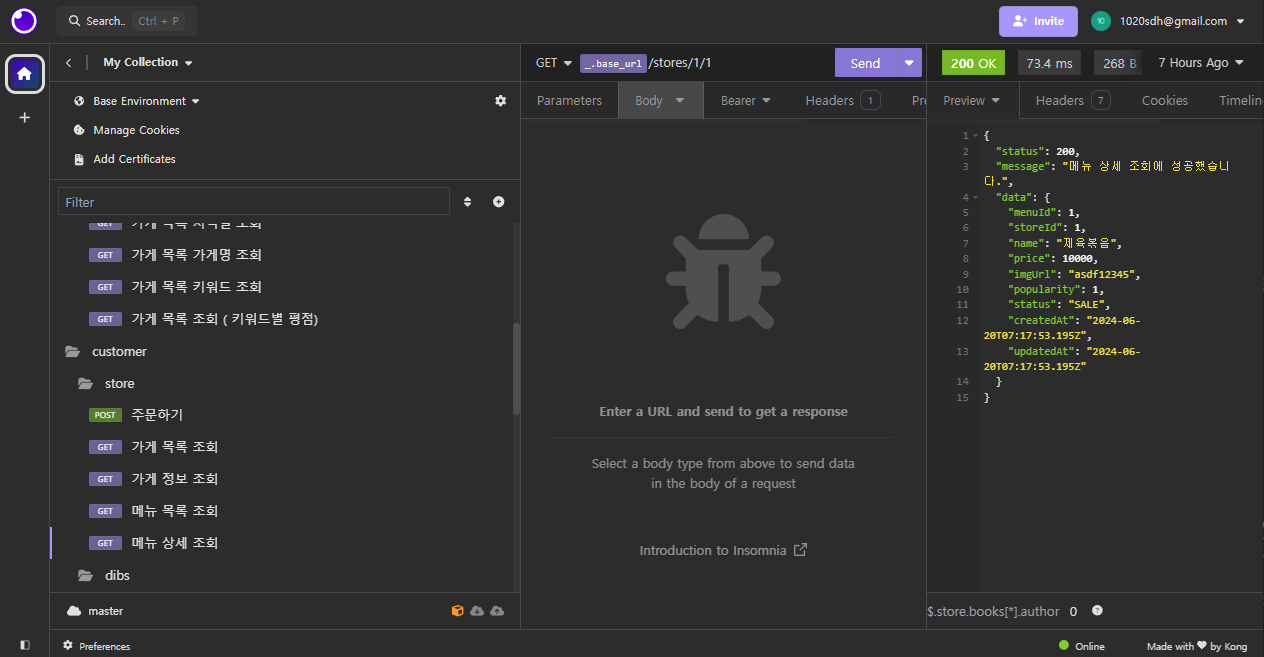 Search.. Ctrl + P
Invite
10
1020sdh@gmail.com
My Collection
Base Environment
Manage Cookies
Add Certificates
Filter
GET
GET 가게 목록 가게명 조회
GET 가게 목록 키워드 조회
GET 가게 목록 조회 ( 키워드별 평점)
customer
store
POST 주문하기
GET 가게 목록 조회
GET 가게 정보 조회
GET 메뉴 목록 조회
GET 메뉴 상세 조회
dibs
master
Preferences
GET _.base_url /stores/1/1
Send
Parameters Body Bearer Headers 1 Pre
Enter a URL and send to get a response
Select a body type from above to send data
in the body of a request
Introduction to Insomnia
200 OK 73.4 ms 268 B 7 Hours Ago
Preview Headers 7 Cookies Timelin
1 {
2 "status": 200,
3 "message": "메뉴 상세 조회에 성공했습니
다.",
4 "data": {
5 "menuId": 1,
6 "storeId": 1,
7 "name": "제육볶음",
8 "price": 10000,
9 "imgUrl": "asdf12345",
10 "popularity": 1,
11 "status": "SALE",
12 "createdAt": "2024-06-
20T07:17:53.195Z",
13 "updatedAt": "2024-06-
20T07:17:53.195Z"
14 }
15 }
$.store.books[*].author 0 ?
Online
Made with ♥ by Kong